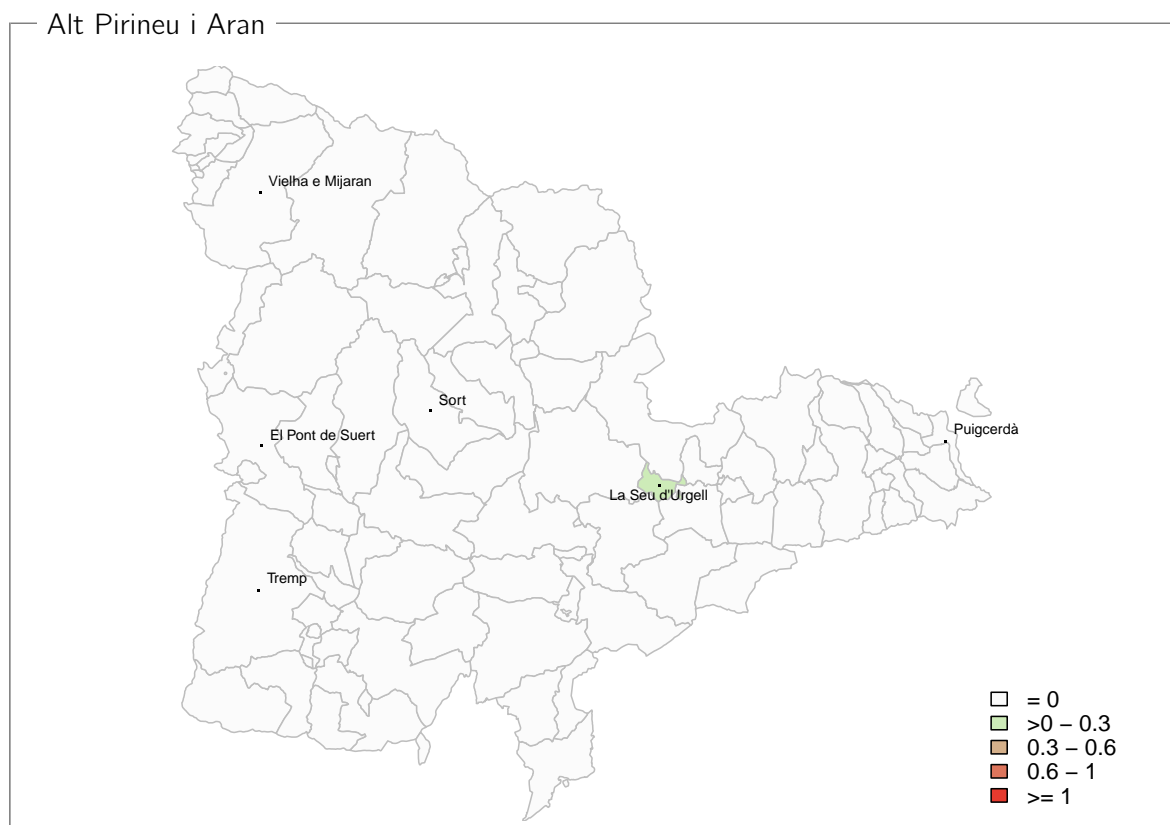 Alt Pirineu i Aran
Vielha e Mijaran
Sort
Puigcerdà
El Pont de Suert
La Seu d'Urgell
Tremp
= 0
>0 – 0.3
0.3 – 0.6
0.6 – 1
>= 1